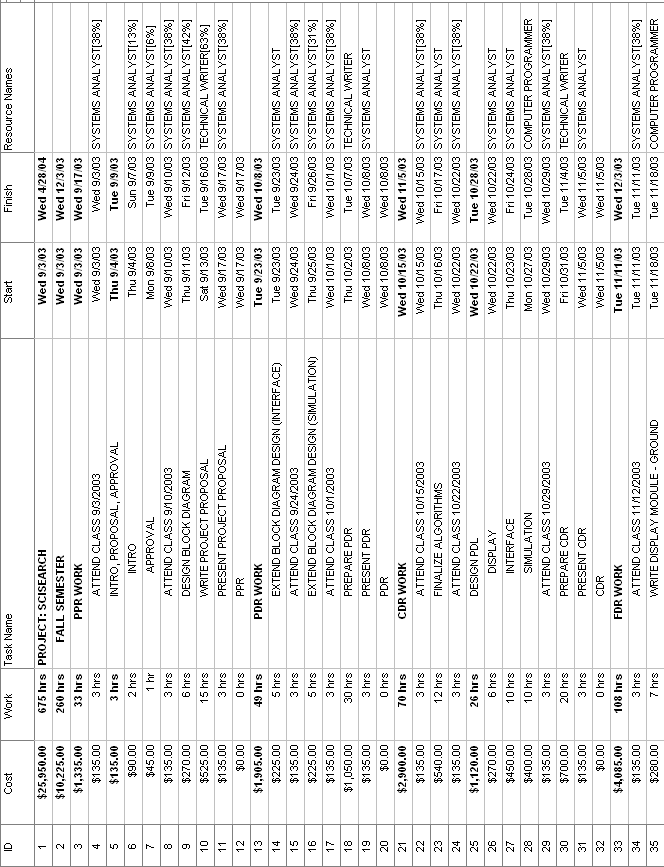 ID Cost Work Task Name Start Finish Resource Names
1 $25,950.00 675 hrs PROJECT: SCISEARCH Wed 9/3/03 Wed 4/28/04
2 $10,225.00 260 hrs FALL SEMESTER Wed 9/3/03 Wed 12/3/03
3 $1,335.00 33 hrs PPR WORK Wed 9/3/03 Wed 9/17/03
4 $135.00 3 hrs ATTEND CLASS 9/3/2003 Wed 9/3/03 Wed 9/3/03 SYSTEMS ANALYST[38%]
5 $135.00 3 hrs INTRO, PROPOSAL, APPROVAL Thu 9/4/03 Tue 9/9/03
6 $90.00 2 hrs INTRO Thu 9/4/03 Sun 9/7/03 SYSTEMS ANALYST[13%]
7 $45.00 1 hr APPROVAL Mon 9/8/03 Tue 9/9/03 SYSTEMS ANALYST[6%]
8 $135.00 3 hrs ATTEND CLASS 9/10/2003 Wed 9/10/03 Wed 9/10/03 SYSTEMS ANALYST[38%]
9 $270.00 6 hrs DESIGN BLOCK DIAGRAM Thu 9/11/03 Fri 9/12/03 SYSTEMS ANALYST[42%]
10 $525.00 15 hrs WRITE PROJECT PROPOSAL Sat 9/13/03 Tue 9/16/03 TECHNICAL WRITER[63%]
11 $135.00 3 hrs PRESENT PROJECT PROPOSAL Wed 9/17/03 Wed 9/17/03 SYSTEMS ANALYST[38%]
12 $0.00 0 hrs PPR Wed 9/17/03 Wed 9/17/03
13 $1,905.00 49 hrs PDR WORK Tue 9/23/03 Wed 10/8/03
14 $225.00 5 hrs EXTEND BLOCK DIAGRAM DESIGN (INTERFACE) Tue 9/23/03 Tue 9/23/03 SYSTEMS ANALYST
15 $135.00 3 hrs ATTEND CLASS 9/24/2003 Wed 9/24/03 Wed 9/24/03 SYSTEMS ANALYST[38%]
16 $225.00 5 hrs EXTEND BLOCK DIAGRAM DESIGN (SIMULATION) Thu 9/25/03 Fri 9/26/03 SYSTEMS ANALYST[31%]
17 $135.00 3 hrs ATTEND CLASS 10/1/2003 Wed 10/1/03 Wed 10/1/03 SYSTEMS ANALYST[38%]
18 $1,050.00 30 hrs PREPARE PDR Thu 10/2/03 Tue 10/7/03 TECHNICAL WRITER
19 $135.00 3 hrs PRESENT PDR Wed 10/8/03 Wed 10/8/03 SYSTEMS ANALYST
20 $0.00 0 hrs PDR Wed 10/8/03 Wed 10/8/03
21 $2,900.00 70 hrs CDR WORK Wed 10/15/03 Wed 11/5/03
22 $135.00 3 hrs ATTEND CLASS 10/15/2003 Wed 10/15/03 Wed 10/15/03 SYSTEMS ANALYST[38%]
23 $540.00 12 hrs FINALIZE ALGORITHMS Thu 10/16/03 Fri 10/17/03 SYSTEMS ANALYST
24 $135.00 3 hrs ATTEND CLASS 10/22/2003 Wed 10/22/03 Wed 10/22/03 SYSTEMS ANALYST[38%]
25 $1,120.00 26 hrs DESIGN PDL Wed 10/22/03 Tue 10/28/03
26 $270.00 6 hrs DISPLAY Wed 10/22/03 Wed 10/22/03 SYSTEMS ANALYST
27 $450.00 10 hrs INTERFACE Thu 10/23/03 Fri 10/24/03 SYSTEMS ANALYST
28 $400.00 10 hrs SIMULATION Mon 10/27/03 Tue 10/28/03 COMPUTER PROGRAMMER
29 $135.00 3 hrs ATTEND CLASS 10/29/2003 Wed 10/29/03 Wed 10/29/03 SYSTEMS ANALYST[38%]
30 $700.00 20 hrs PREPARE CDR Fri 10/31/03 Tue 11/4/03 TECHNICAL WRITER
31 $135.00 3 hrs PRESENT CDR Wed 11/5/03 Wed 11/5/03 SYSTEMS ANALYST
32 $0.00 0 hrs CDR Wed 11/5/03 Wed 11/5/03
33 $4,085.00 108 hrs FDR WORK Tue 11/11/03 Wed 12/3/03
34 $135.00 3 hrs ATTEND CLASS 11/12/2003 Tue 11/11/03 Tue 11/11/03 SYSTEMS ANALYST[38%]
35 $280.00 7 hrs WRITE DISPLAY MODULE - GROUND Tue 11/18/03 Tue 11/18/03 COMPUTER PROGRAMMER